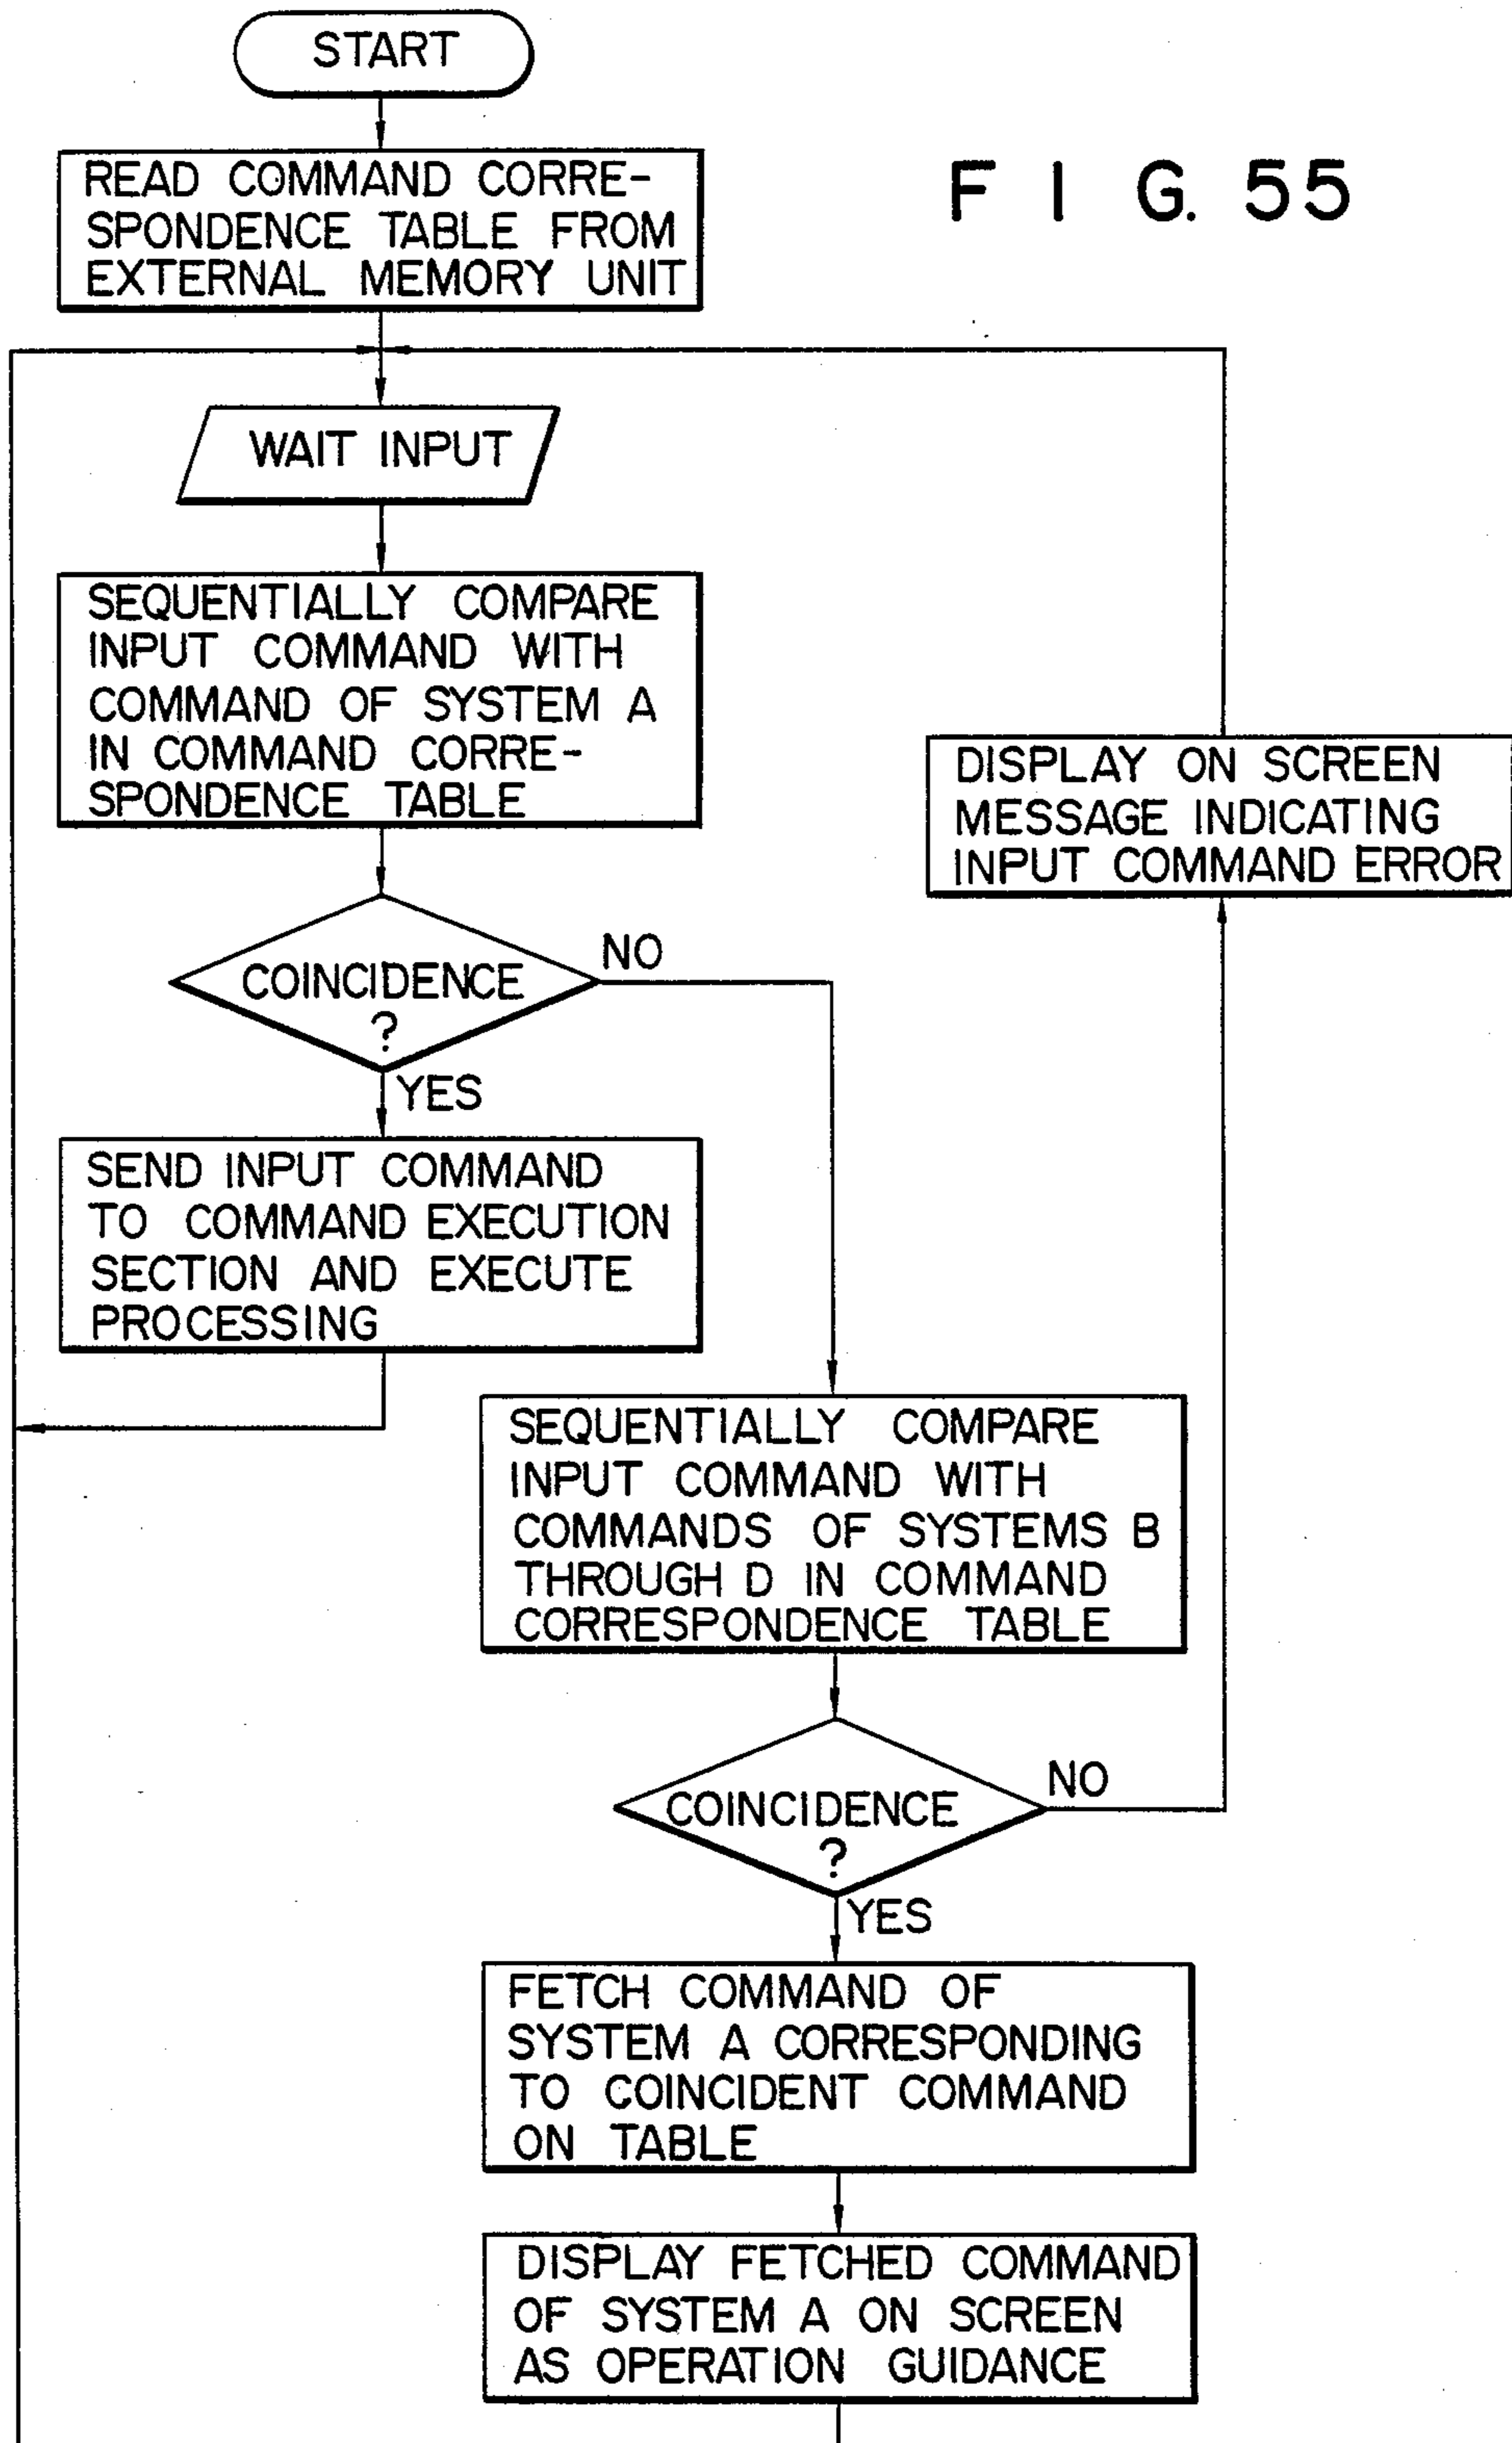 START
F I G. 55
READ COMMAND CORRE-
SPONDENCE TABLE FROM
EXTERNAL MEMORY UNIT
WAIT INPUT
SEQUENTIALLY COMPARE
INPUT COMMAND WITH
COMMAND OF SYSTEM A
IN COMMAND CORRE-
SPONDENCE TABLE
DISPLAY ON SCREEN
MESSAGE INDICATING
INPUT COMMAND ERROR
COINCIDENCE
?
NO
YES
SEND INPUT COMMAND
TO COMMAND EXECUTION
SECTION AND EXECUTE
PROCESSING
SEQUENTIALLY COMPARE
INPUT COMMAND WITH
COMMANDS OF SYSTEMS B
THROUGH D IN COMMAND
CORRESPONDENCE TABLE
COINCIDENCE
?
NO
YES
FETCH COMMAND OF
SYSTEM A CORRESPONDING
TO COINCIDENT COMMAND
ON TABLE
DISPLAY FETCHED COMMAND
OF SYSTEM A ON SCREEN
AS OPERATION GUIDANCE